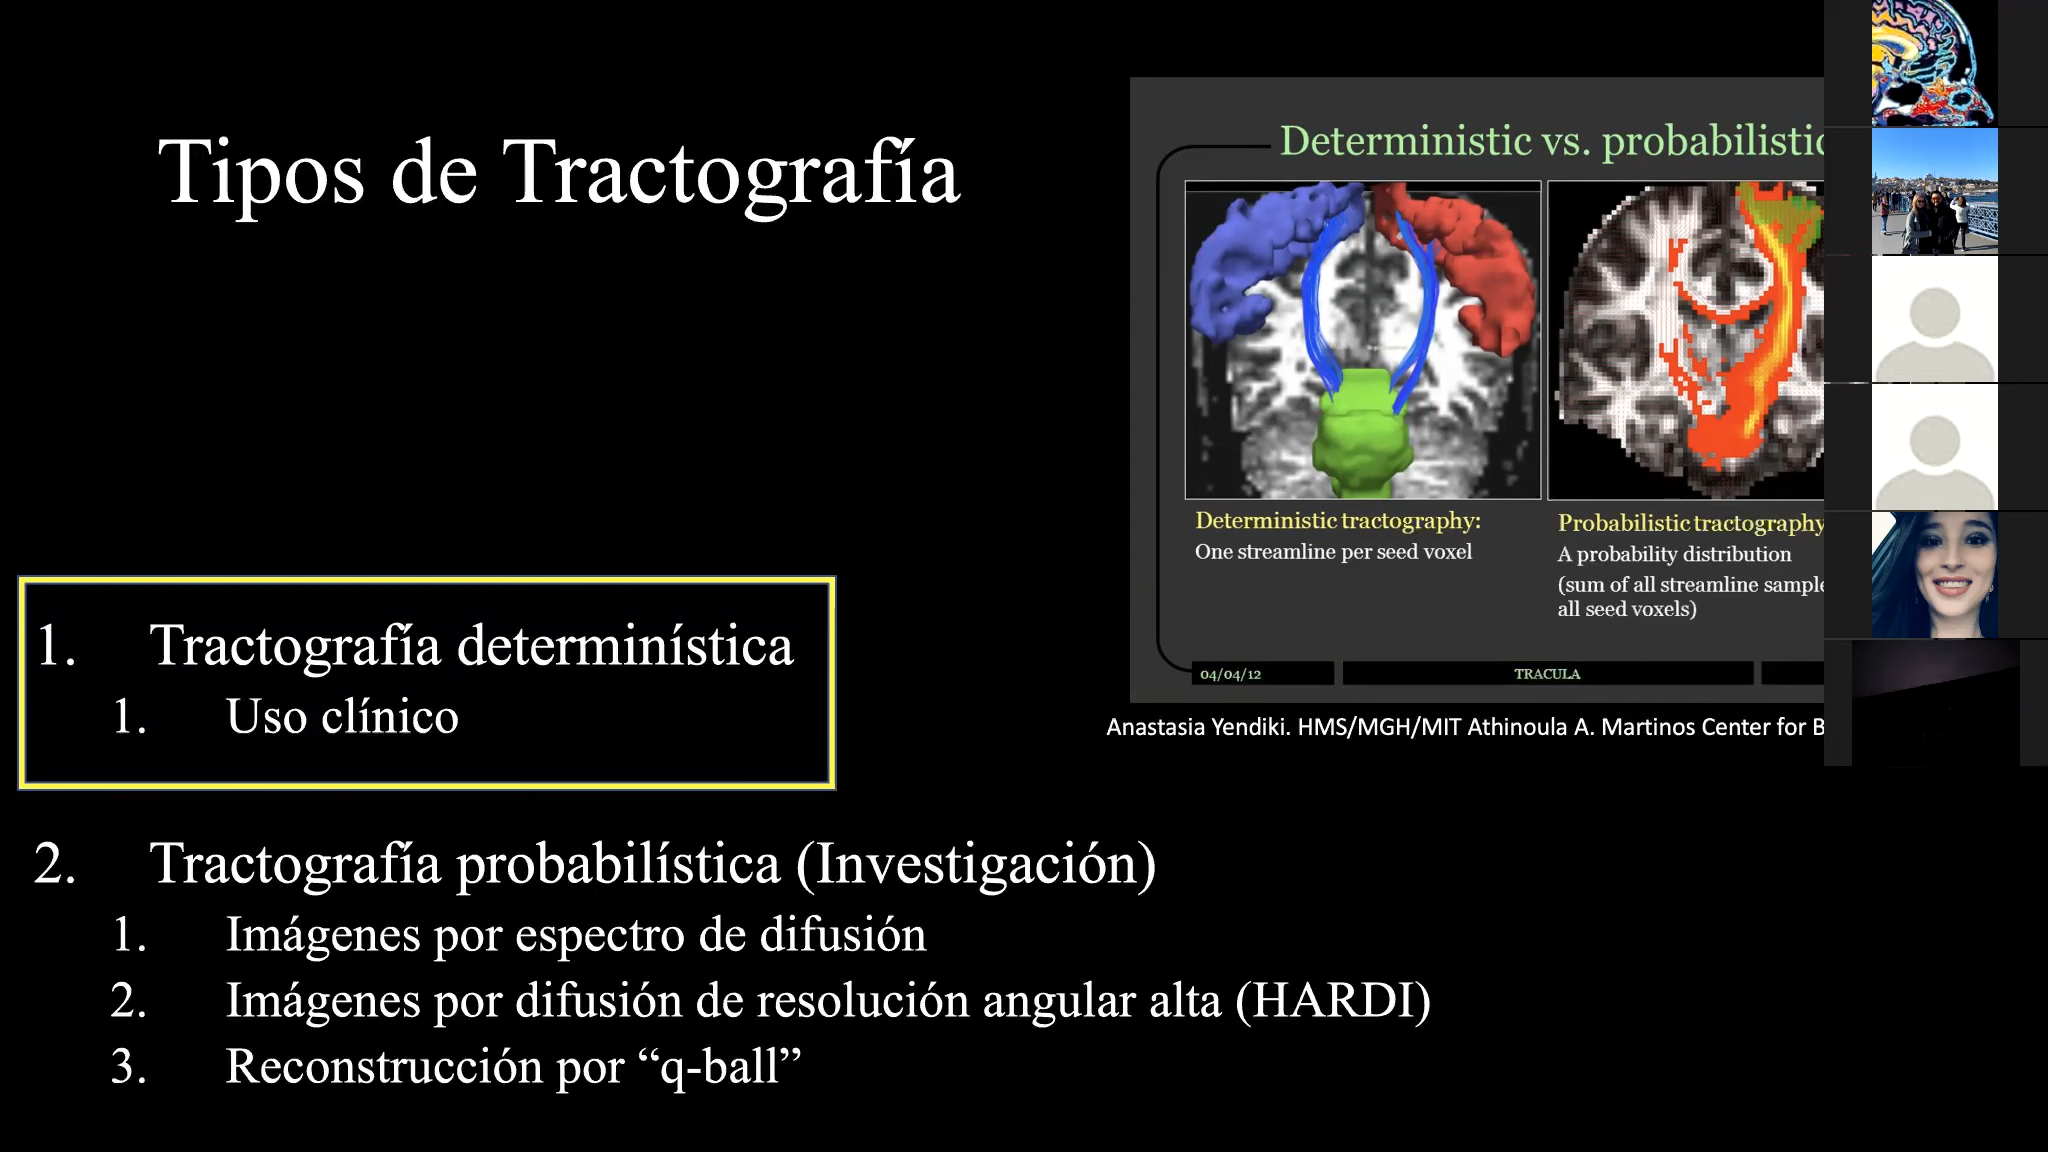 Tipos de Tractografía
Deterministic vs. probabilistic
Deterministic tractography:
One streamline per seed voxel
Probabilistic tractography
A probability distribution
(sum of all streamline
all seed voxels)
04/04/12
TRACULA
Anastasia Yendiki. HMS/MGH/MIT Athinoula A. Martinos Center for
1. Tractografía determinística
1. Uso clínico
2. Tractografía probabilística (Investigación)
1. Imágenes por espectro de difusión
2. Imágenes por difusión de resolución angular alta (HARDI)
3. Reconstrucción por “q-ball”